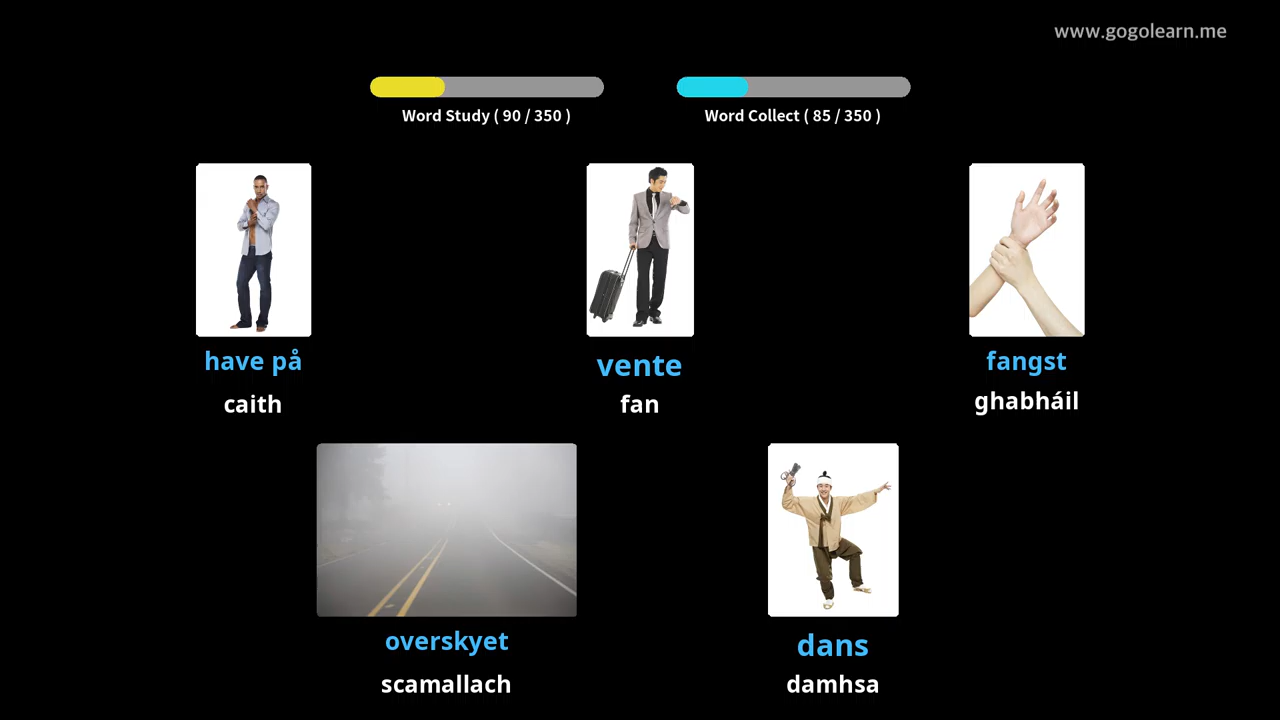 www.gogolearn.me
Word Study ( 90 / 350 )
Word Collect ( 85 / 350 )
have på
caith
vente
fan
fangst
ghabháil
overskyet
scamallach
dans
damhsa